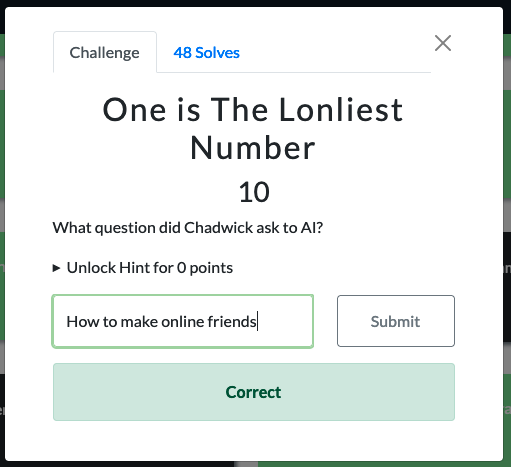 Challenge
48 Solves
One is The Lonliest
Number
10
What question did Chadwick ask to AI?
Unlock Hint for 0 points
How to make online friends
Submit
Correct